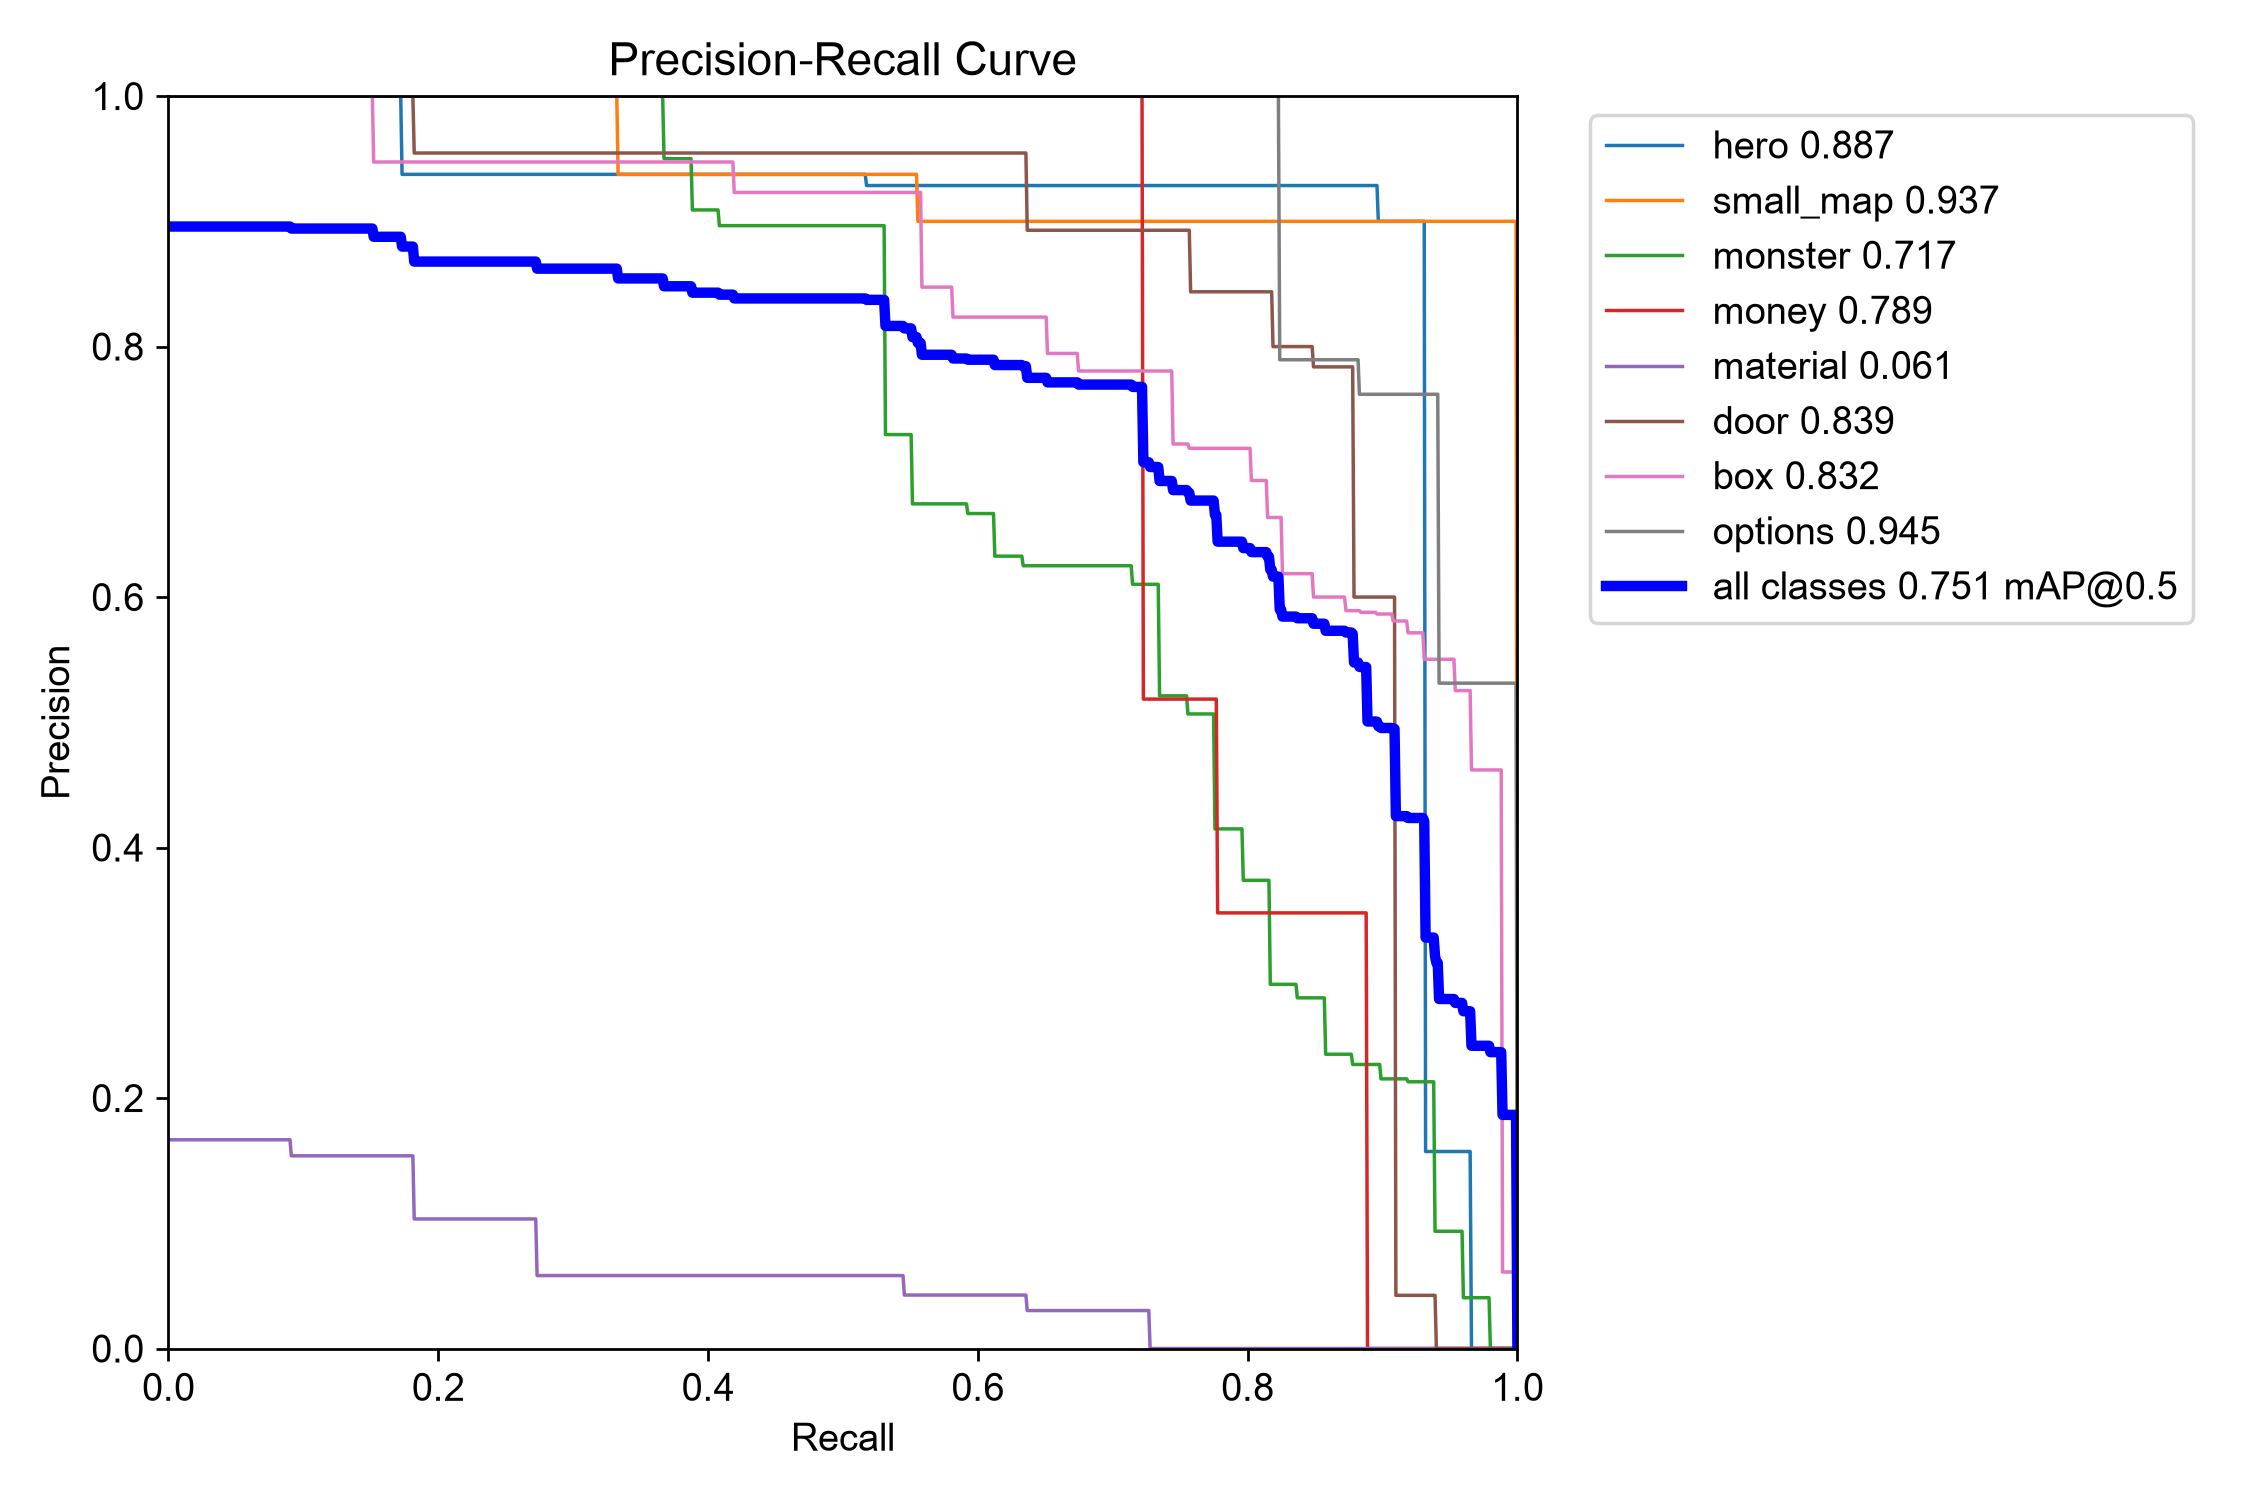 Precision-Recall Curve
1.0
0.8
0.6
0.4
0.2
0.0
Precision
0.0 0.2 0.4 0.6 0.8 1.0
Recall
hero 0.887
small_map 0.937
monster 0.717
money 0.789
material 0.061
door 0.839
box 0.832
options 0.945
all classes 0.751 mAP@0.5